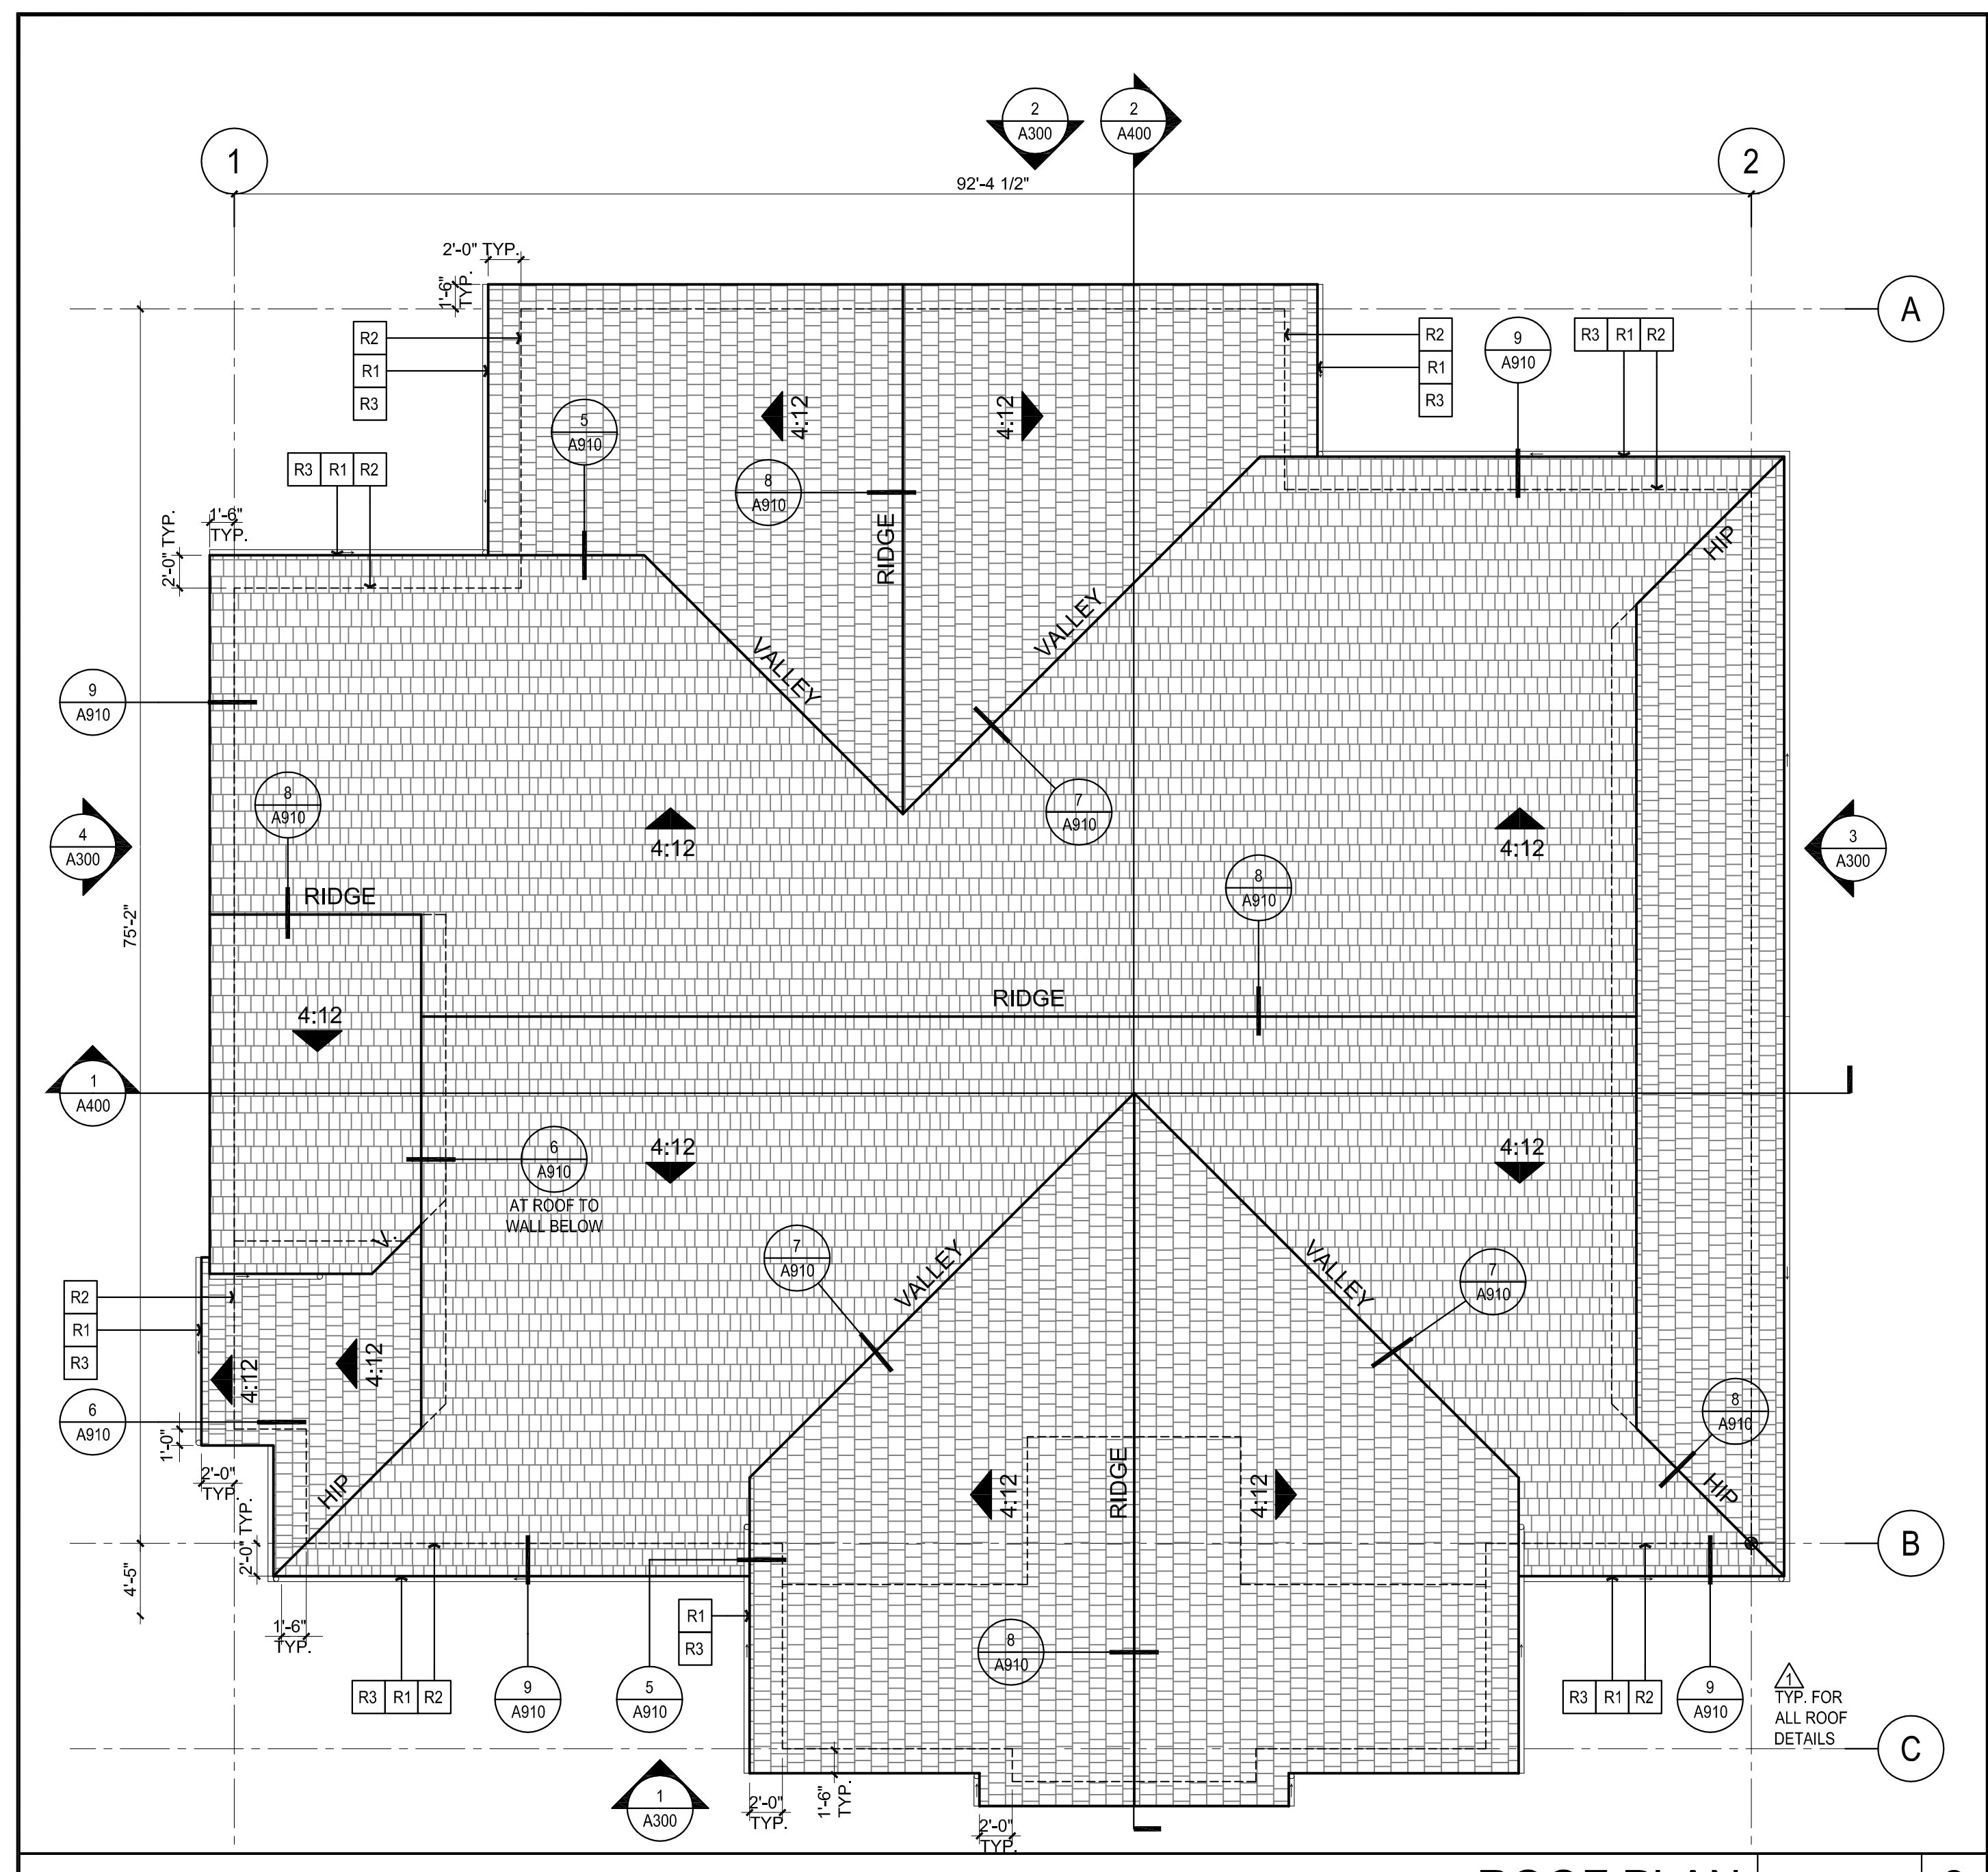 2
A300
2
A400
1
2
92'-4 1/2"
2'-0" TYP.
1'-6"
TYP.
A
R2
R1
R3
R2
R1
R3
9
A910
R3 R1 R2
5
A910
4:12
4:12
8
A910
R3 R1 R2
1'-6"
TYP.
2'-0" TYP.
RIDGE
HIP
VALLEY
VALLEY
9
A910
8
A910
7
A910
4
A300
4:12
4:12
3
A300
8
A910
RIDGE
75'-2"
RIDGE
4:12
1
A400
4:12
4:12
6
A910
AT ROOF TO
WALL BELOW
V.
7
A910
VALLEY
VALLEY
7
A910
R2
R1
R3
4:12
4:12
6
A910
8
A910
1'-0"
2'-0"
TYP.
HIP
4:12
RIDGE
4:12
HIP
2'-0" TYP.
B
4'-5"
1'-6"
TYP.
R1
R3
8
A910
R3 R1 R2
9
A910
5
A910
R3 R1 R2
9
A910
1
TYP. FOR
ALL ROOF
DETAILS
C
1
A300
2'-0"
TYP.
1'-6"
TYP.
2'-0"
TYP.